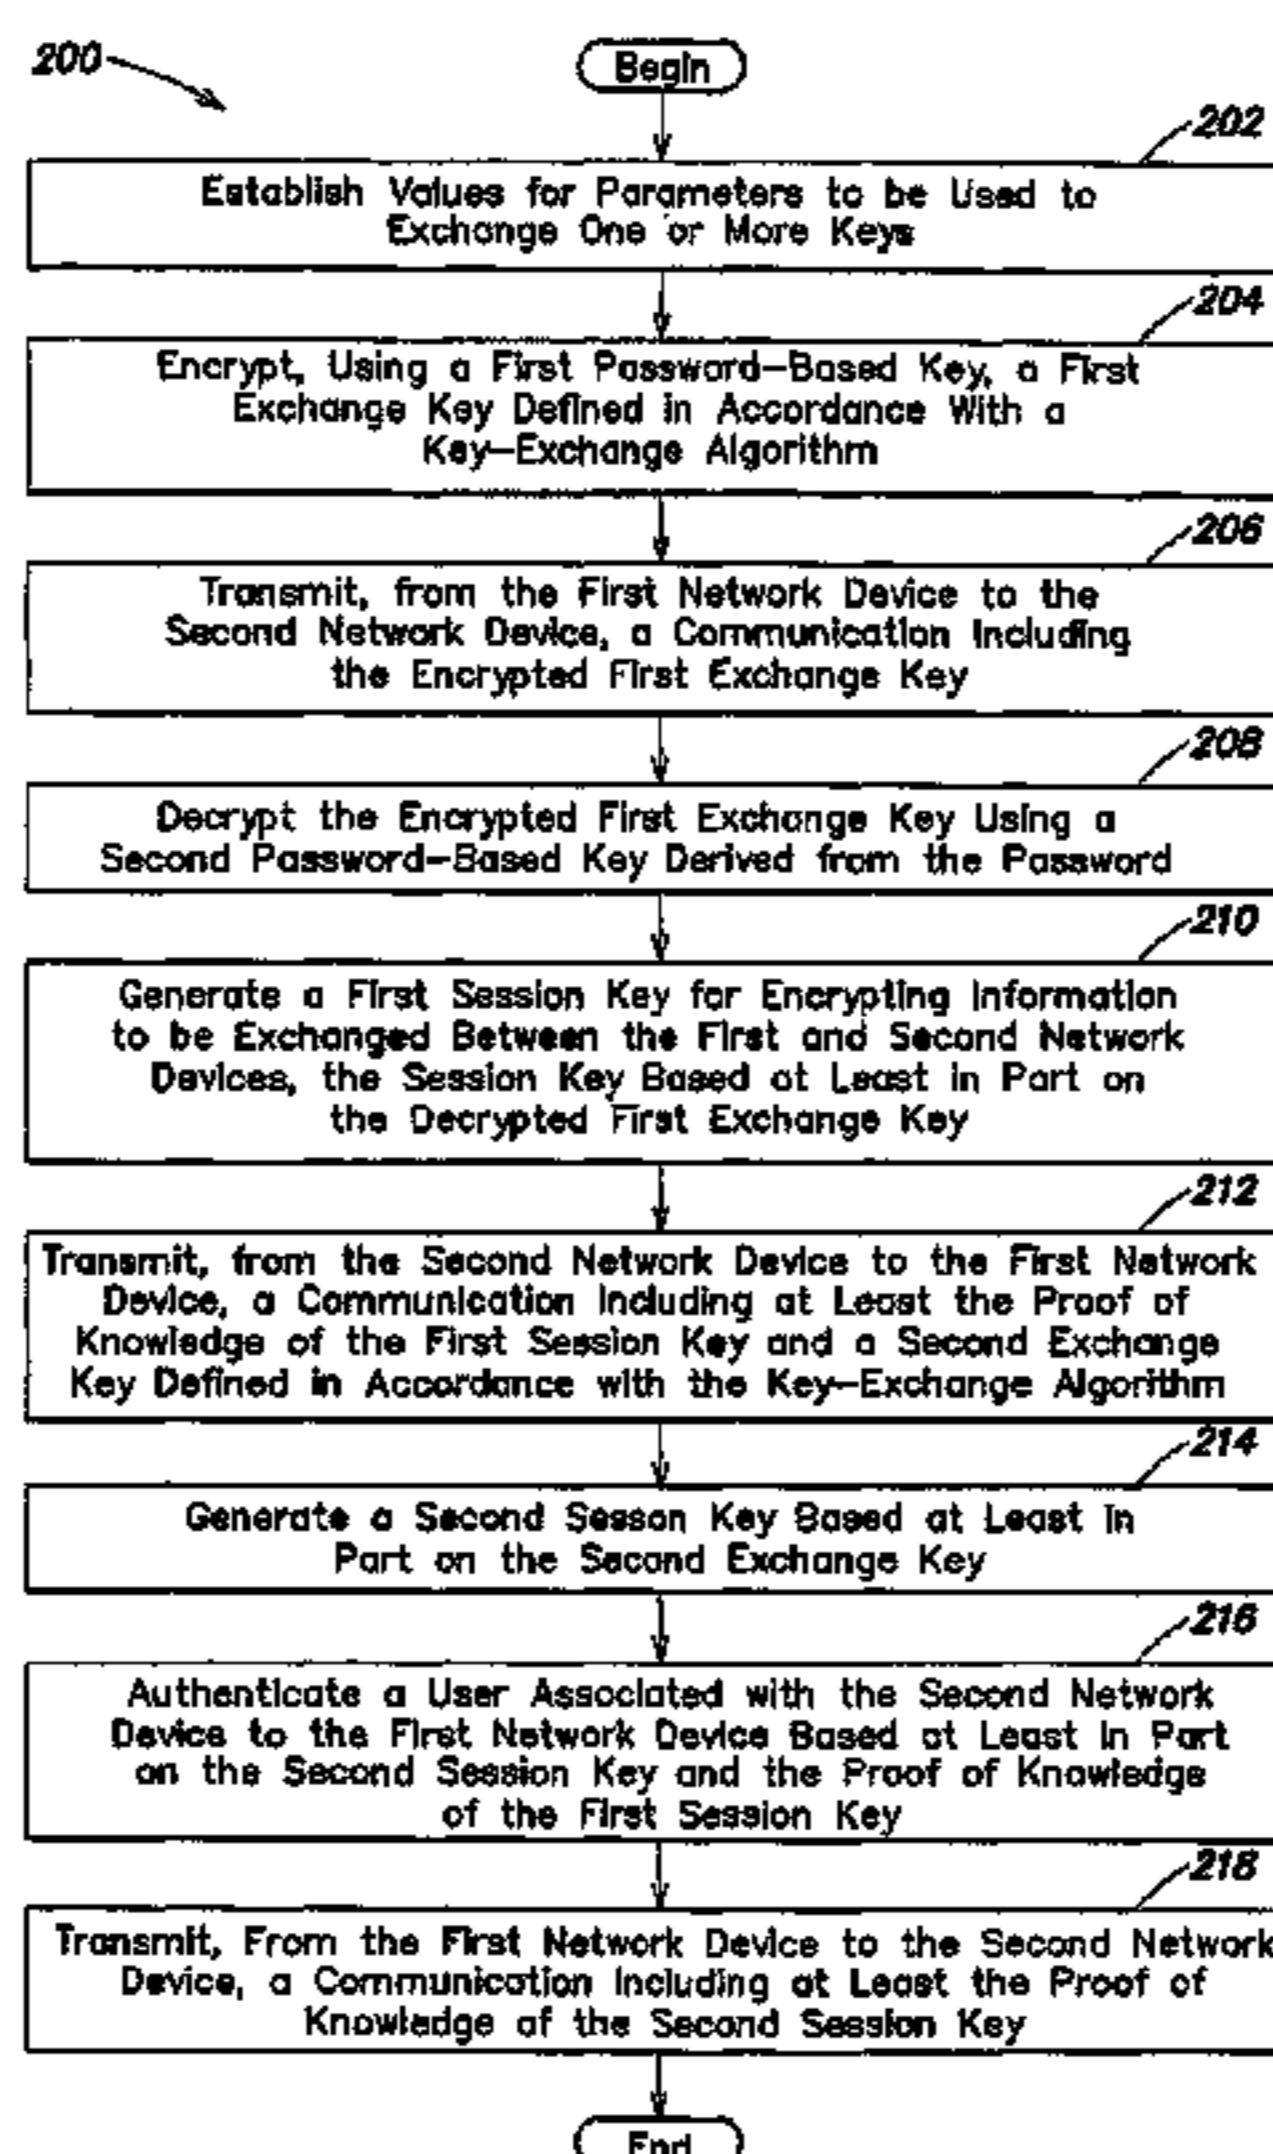 200
Begin
202
Establish Values for Parameters to be Used to
Exchange One or More Keys
204
Encrypt, Using a First Password-Based Key, a First
Exchange Key Defined in Accordance With a
Key-Exchange Algorithm
206
Transmit, from the First Network Device to the
Second Network Device, a Communication Including
the Encrypted First Exchange Key
208
Decrypt the Encrypted First Exchange Key Using a
Second Password-Based Key Derived from the Password
210
Generate a First Session Key for Encrypting Information
to be Exchanged Between the First and Second Network
Devices, the Session Key Based at Least in Part on
the Decrypted First Exchange Key
212
Transmit, from the Second Network Device to the First Network
Device, a Communication Including at Least the Proof of
Knowledge of the First Session Key and a Second Exchange
Key Defined in Accordance with the Key-Exchange Algorithm
214
Generate a Second Sesson Key Based at Least in
Part on the Second Exchange Key
216
Authenticate a User Associated with the Second Network
Device to the First Network Device Based at Least in Part
on the Second Session Key and the Proof of Knowledge
of the First Session Key
218
Transmit, From the First Network Device to the Second Network
Device, a Communication Including at Least the Proof of
Knowledge of the Second Session Key
End